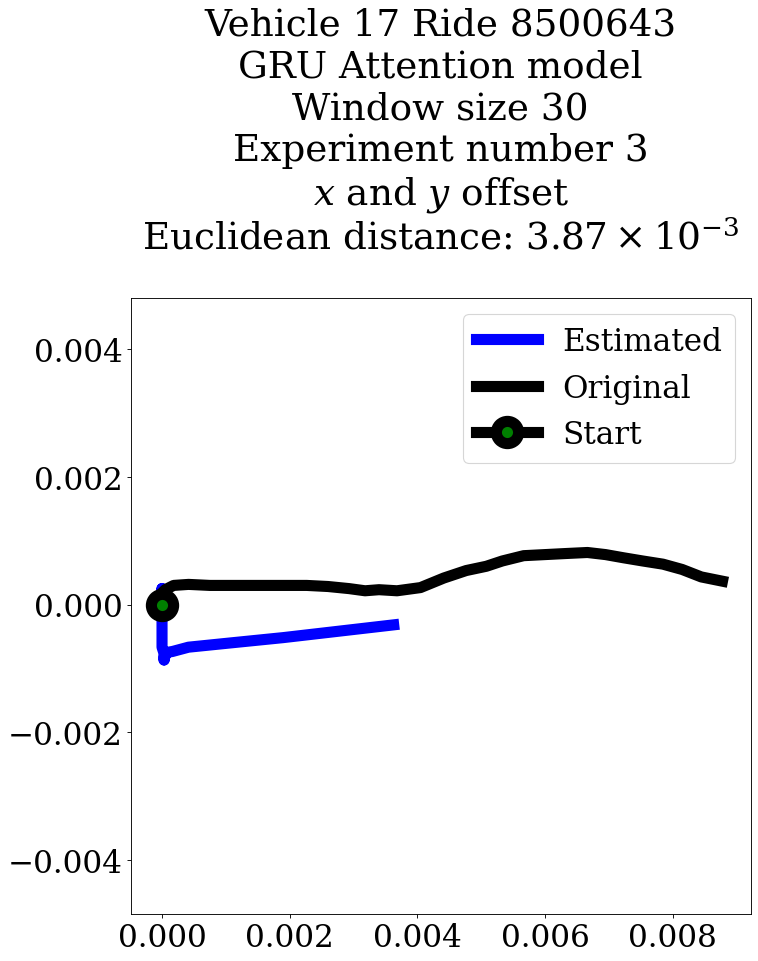 Vehicle 17 Ride 8500643
GRU Attention model
Window size 30
Experiment number 3
x and y offset
Euclidean distance: 3.87 × 10⁻³
Estimated
Original
Start
0.004
0.002
0.000
−0.002
−0.004
0.000 0.002 0.004 0.006 0.008